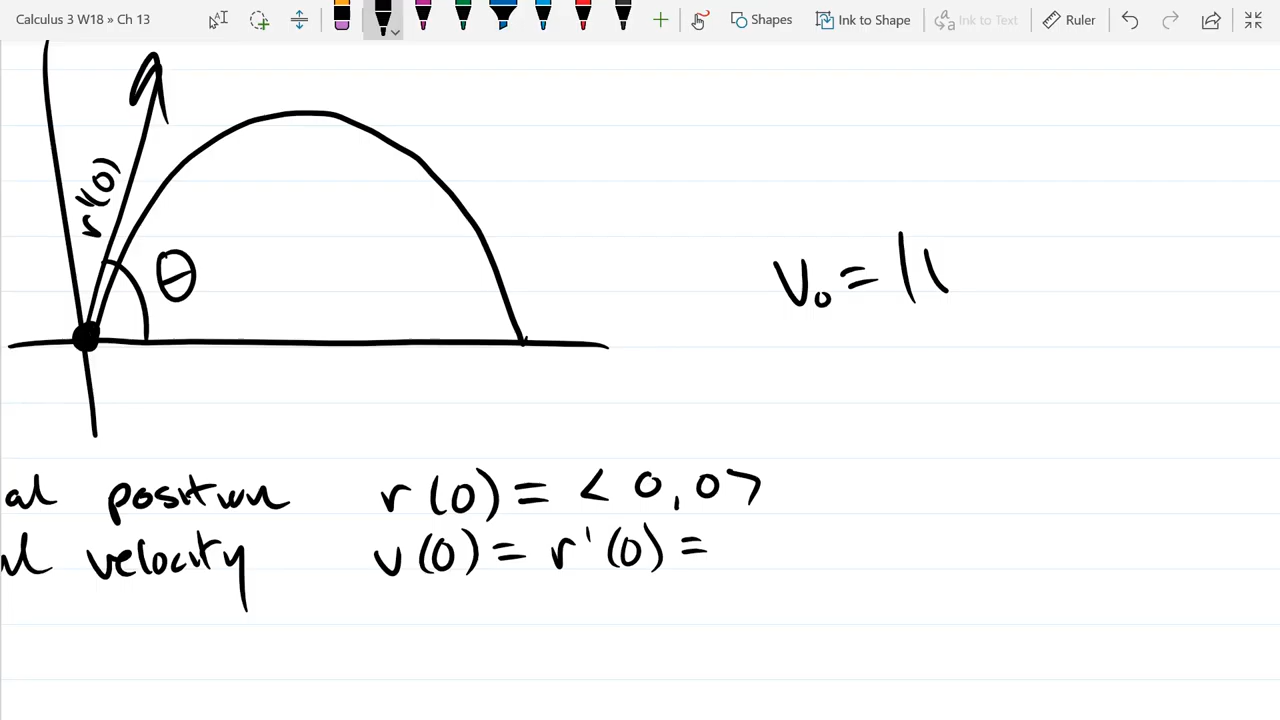 Calculus 3 W18 » Ch 13
Shapes
Ink to Shape
Ink to Text
Ruler
r'(0)
θ
v₀ = ||
al position r(0) = < 0, 0 >
al velocity v(0) = r'(0) =